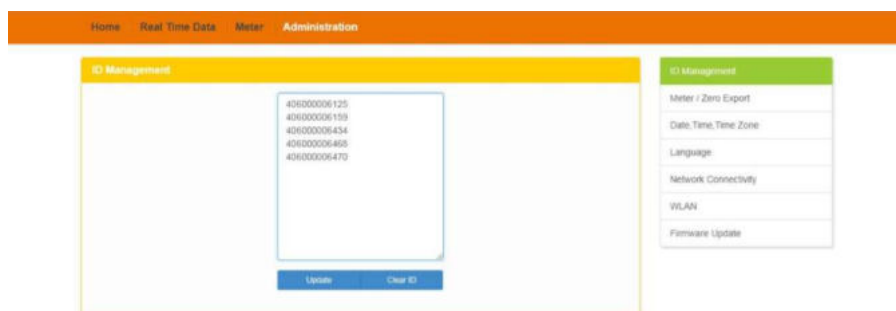 Home Real Time Data Meter Administration
ID Management
406000006125
406000006159
406000006434
406000006465
406000006470
Update Clear ID
ID Management
Meter / Zero Export
Date,Time,Time Zone
Language
Network Connectivity
WLAN
Firmware Update